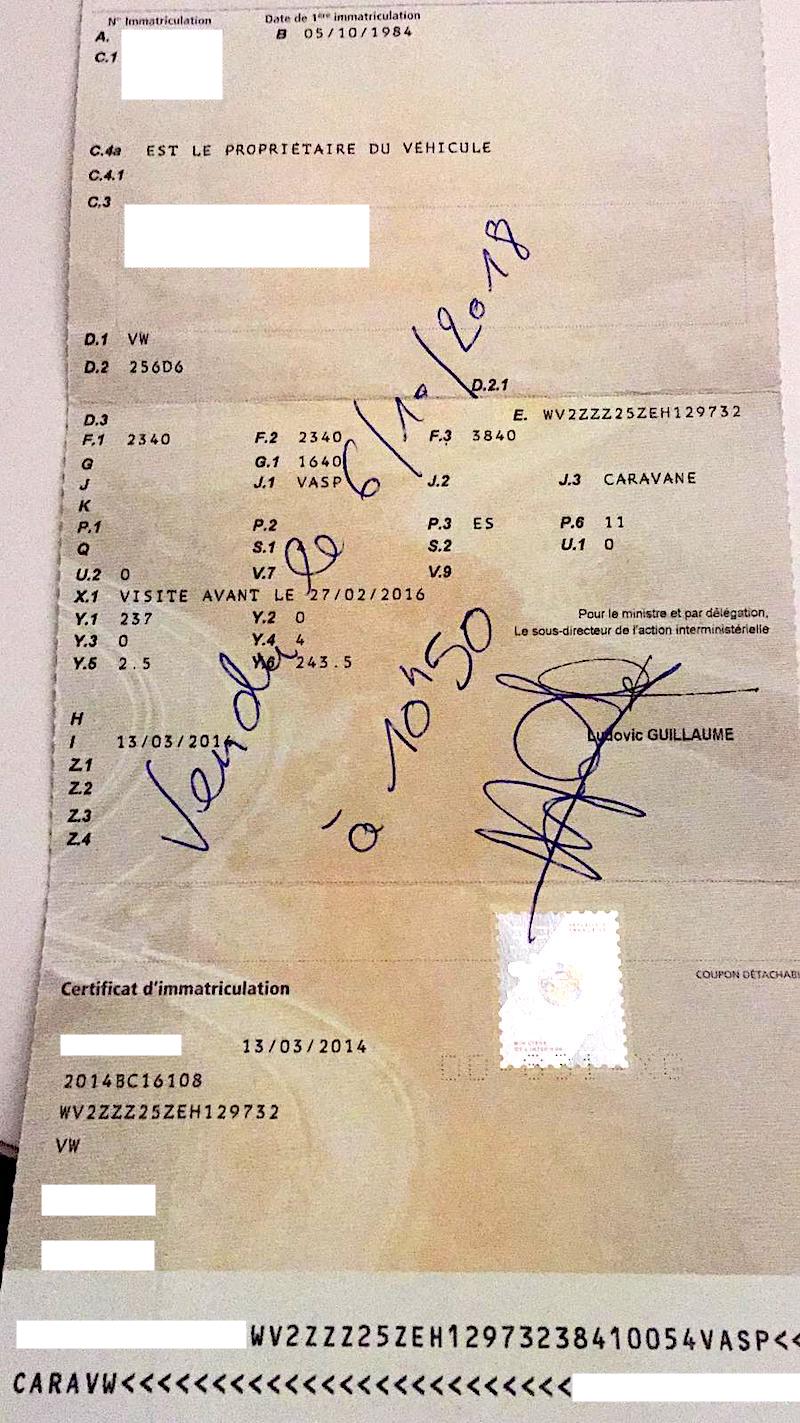 N° Immatriculation Date de 1ère immatriculation
A. B 05/10/1984
C.1
C.4a EST LE PROPRIÉTAIRE DU VÉHICULE
C.4.1
C.3
D.1 VW
D.2 256D6
D.2.1
D.3 E. WV2ZZZ25ZEH129732
F.1 2340 F.2 2340 F.3 3840
G G.1 1640
J J.1 VASP J.2 J.3 CARAVANE
K
P.1 P.2 P.3 ES P.6 11
Q S.1 S.2 U.1 0
U.2 0 V.7 V.9
X.1 VISITE AVANT LE 27/02/2016
Y.1 237 Y.2 0
Y.3 0 Y.4 4
Y.5 2.5 Y.6 243.5
Pour le ministre et par délégation,
Le sous-directeur de l'action interministérielle
H
I 13/03/2014
Ludovic GUILLAUME
Z.1
Z.2
Z.3
Z.4
Vendu le 6/10/2018
à 10h50
COUPON DÉTACHABL
Certificat d'immatriculation
13/03/2014
2014BC16108
WV2ZZZ25ZEH129732
VW
WV2ZZZ25ZEH12973238410054VASP<<
CARAVW<<<<<<<<<<<<<<<<<<<<<<<<<